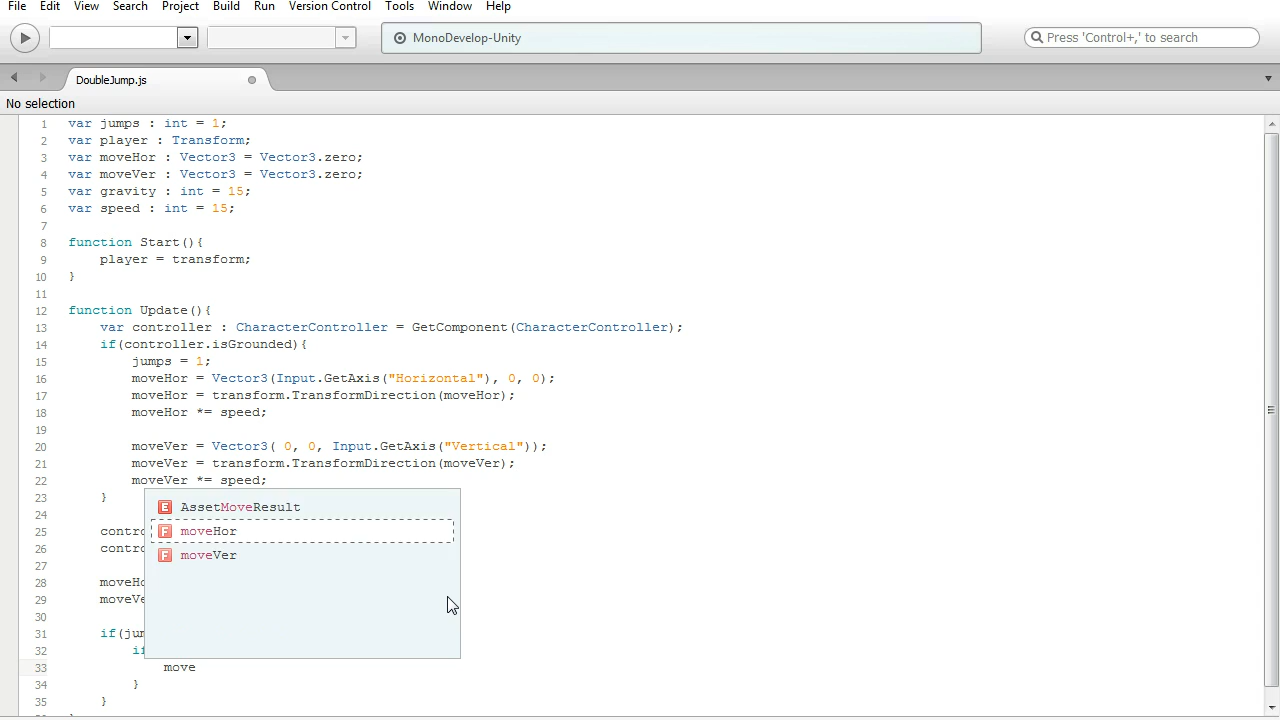 File Edit View Search Project Build Run Version Control Tools Window Help
MonoDevelop-Unity
Press 'Control+,' to search
DoubleJump.js
No selection
1 var jumps : int = 1;
2 var player : Transform;
3 var moveHor : Vector3 = Vector3.zero;
4 var moveVer : Vector3 = Vector3.zero;
5 var gravity : int = 15;
6 var speed : int = 15;
7
8 function Start(){
9 player = transform;
10 }
11
12 function Update(){
13 var controller : CharacterController = GetComponent(CharacterController);
14 if(controller.isGrounded){
15 jumps = 1;
16 moveHor = Vector3(Input.GetAxis("Horizontal"), 0, 0);
17 moveHor = transform.TransformDirection(moveHor);
18 moveHor *= speed;
19
20 moveVer = Vector3( 0, 0, Input.GetAxis("Vertical"));
21 moveVer = transform.TransformDirection(moveVer);
22 moveVer *= speed;
23 }
AssetMoveResult
24
25 contro
moveHor
26 contro
moveVer
27
28 moveHo
29 moveVe
30
31 if(jum
32 if
33 move
34 }
35 }